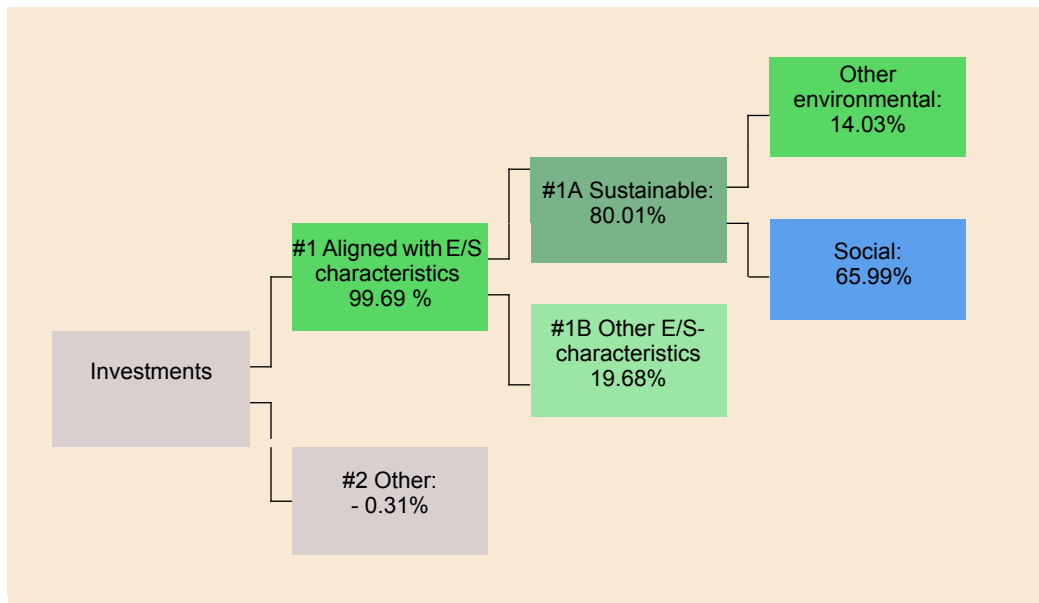 Investments
#1 Aligned with E/S
characteristics
99.69 %
#2 Other:
- 0.31%
#1A Sustainable:
80.01%
#1B Other E/S-
characteristics
19.68%
Other
environmental:
14.03%
Social:
65.99%